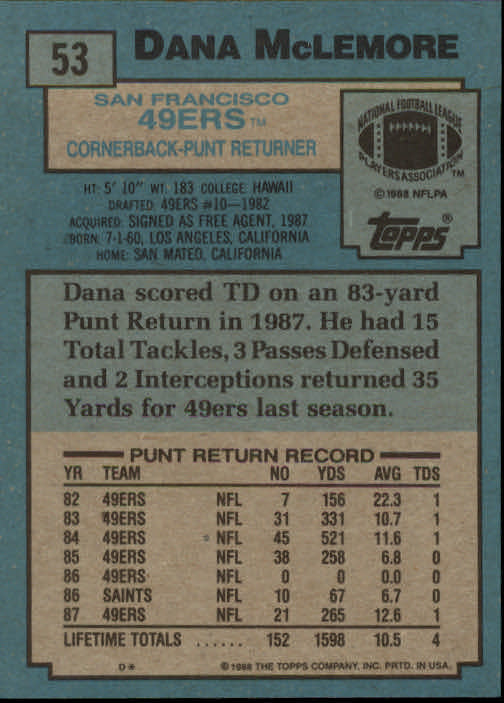 53
DANA McLEMORE
SAN FRANCISCO
49ERS™
CORNERBACK-PUNT RETURNER
NATIONAL FOOTBALL LEAGUE
PLAYERS ASSOCIATION™
©1988 NFLPA
TOPPS®
HT: 5' 10" WT: 183 COLLEGE: HAWAII
DRAFTED: 49ERS #10—1982
ACQUIRED: SIGNED AS FREE AGENT, 1987
BORN: 7-1-60, LOS ANGELES, CALIFORNIA
HOME: SAN MATEO, CALIFORNIA
Dana scored TD on an 83-yard
Punt Return in 1987. He had 15
Total Tackles, 3 Passes Defensed
and 2 Interceptions returned 35
Yards for 49ers last season.
PUNT RETURN RECORD
YR TEAM NO YDS AVG TDS
82 49ERS NFL 7 156 22.3 1
83 49ERS NFL 31 331 10.7 1
84 49ERS NFL 45 521 11.6 1
85 49ERS NFL 38 258 6.8 0
86 49ERS NFL 0 0 0.0 0
86 SAINTS NFL 10 67 6.7 0
87 49ERS NFL 21 265 12.6 1
LIFETIME TOTALS ...... 152 1598 10.5 4
D* ©1988 THE TOPPS COMPANY, INC. PRTD. IN USA.